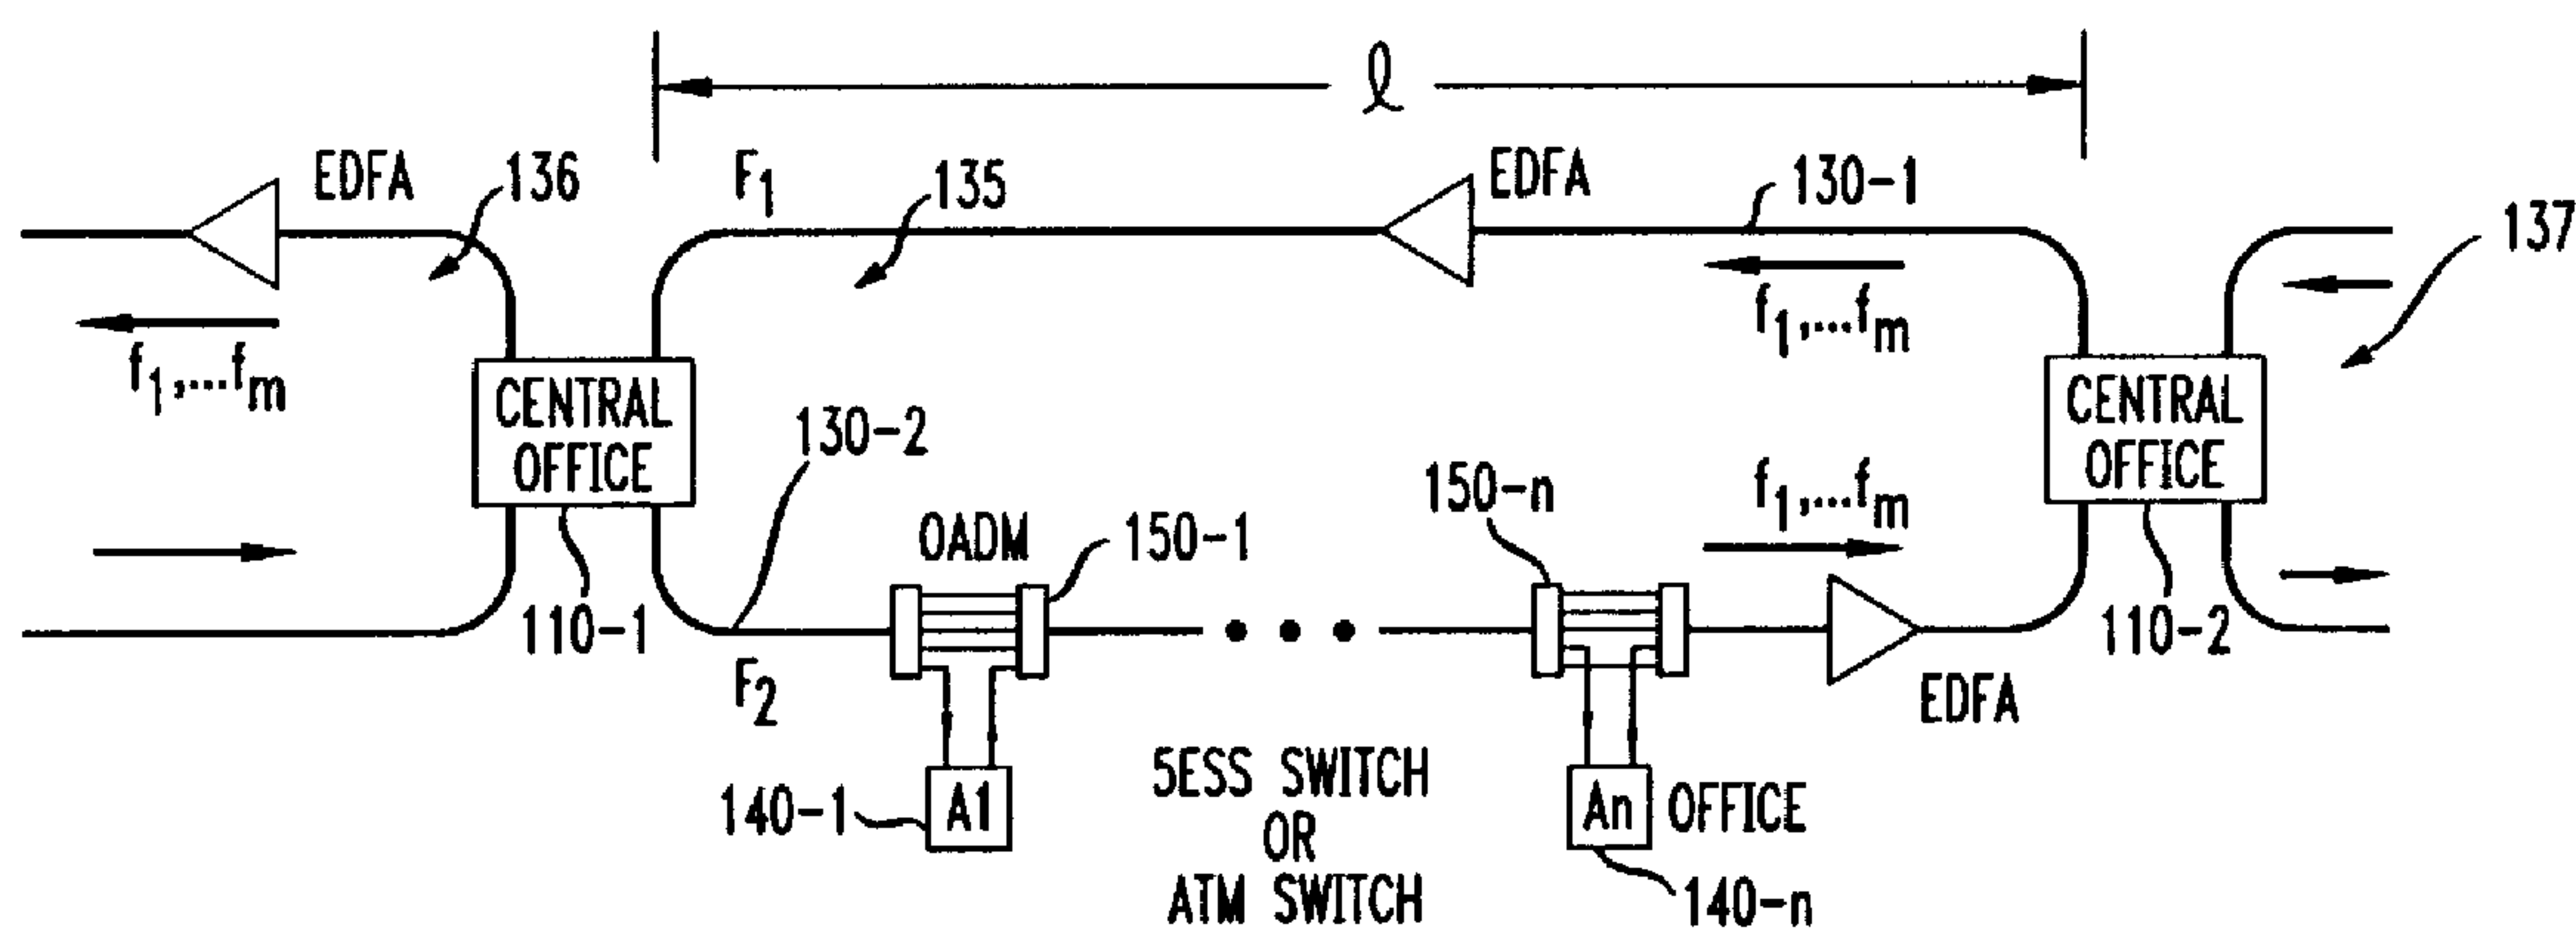 ℓ
EDFA
136
F1
135
EDFA
130-1
137
f1,...fm
f1,...fm
CENTRAL
OFFICE
CENTRAL
OFFICE
130-2
150-n
f1,...fm
OADM
150-1
110-1
110-2
F2
EDFA
5ESS SWITCH
OR
ATM SWITCH
140-1
A1
An
OFFICE
140-n